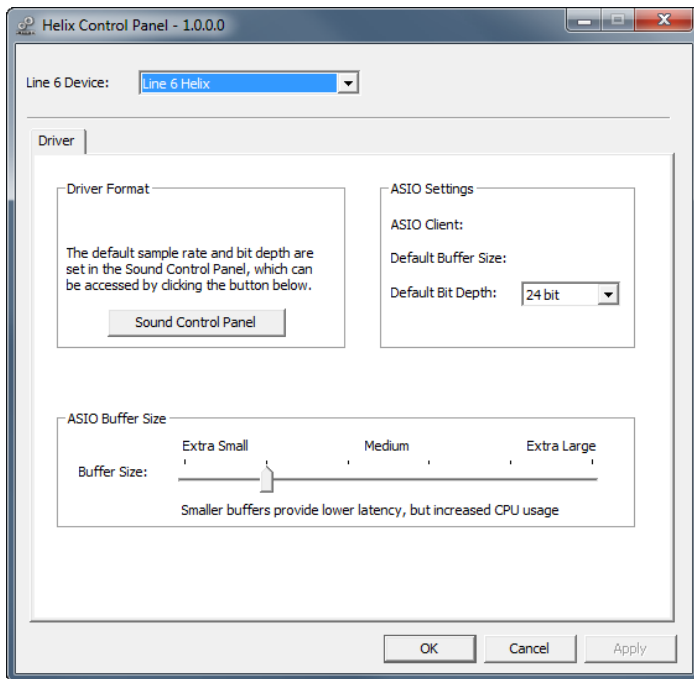 Helix Control Panel - 1.0.0.0
Line 6 Device:
Line 6 Helix
Driver
Driver Format
The default sample rate and bit depth are
set in the Sound Control Panel, which can
be accessed by clicking the button below.
Sound Control Panel
ASIO Settings
ASIO Client:
Default Buffer Size:
Default Bit Depth:
24 bit
ASIO Buffer Size
Extra Small
Medium
Extra Large
Buffer Size:
Smaller buffers provide lower latency, but increased CPU usage
OK
Cancel
Apply